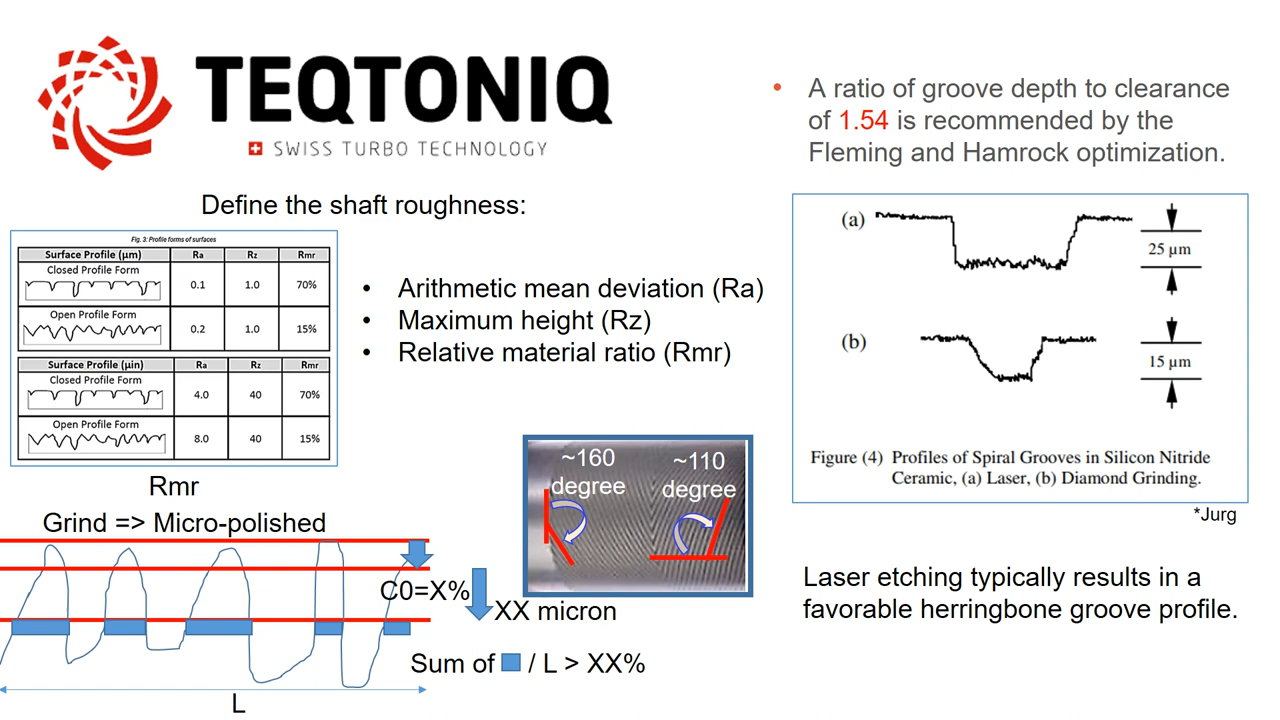 TEQTONIQ
SWISS TURBO TECHNOLOGY
• A ratio of groove depth to clearance
of 1.54 is recommended by the
Fleming and Hamrock optimization.
Define the shaft roughness:
Fig. 3: Profile forms of surfaces
Surface Profile (µm) Ra Rz Rmr
Closed Profile Form
0.1 1.0 70%
Open Profile Form
0.2 1.0 15%
Surface Profile (µin) Ra Rz Rmr
Closed Profile Form
4.0 40 70%
Open Profile Form
8.0 40 15%
• Arithmetic mean deviation (Ra)
• Maximum height (Rz)
• Relative material ratio (Rmr)
(a)
25 µm
(b)
15 µm
Figure (4) Profiles of Spiral Grooves in Silicon Nitride
Ceramic, (a) Laser, (b) Diamond Grinding.
*Jurg
~160
degree
~110
degree
Rmr
Grind => Micro-polished
C0=X%
XX micron
Sum of / L > XX%
L
Laser etching typically results in a
favorable herringbone groove profile.